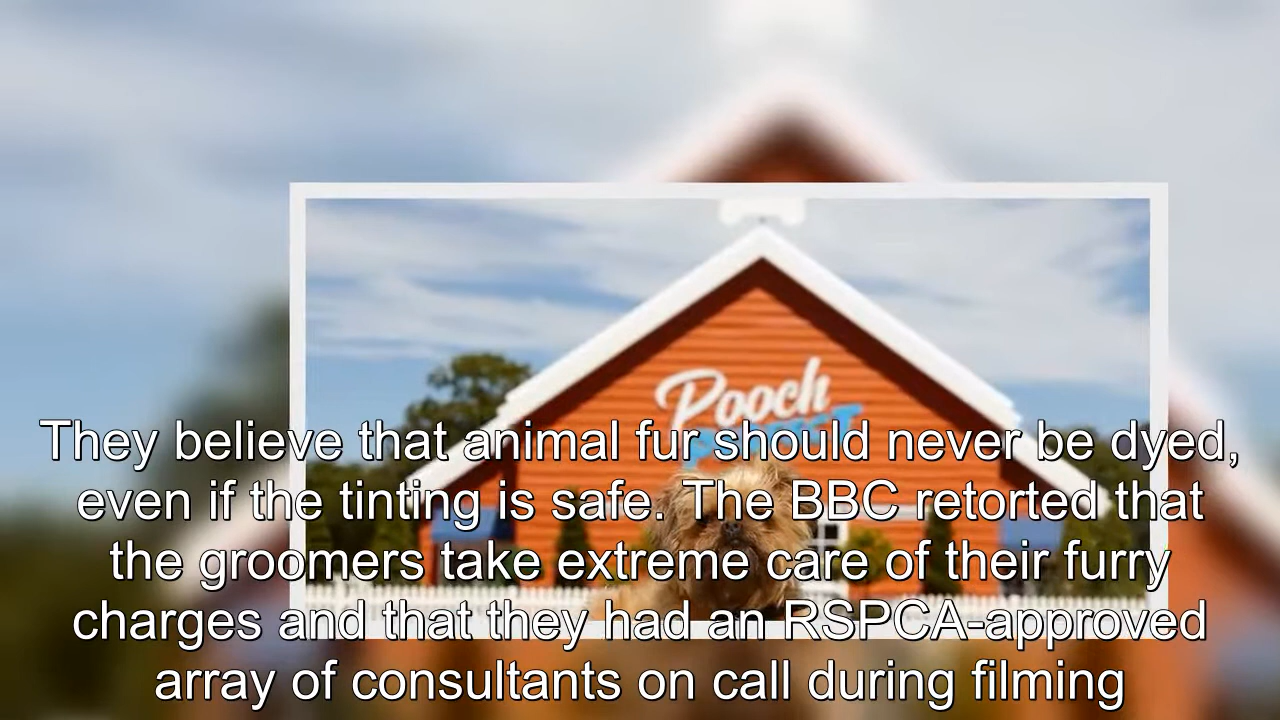 Pooch
They believe that animal fur should never be dyed,
even if the tinting is safe. The BBC retorted that
the groomers take extreme care of their furry
charges and that they had an RSPCA-approved
array of consultants on call during filming